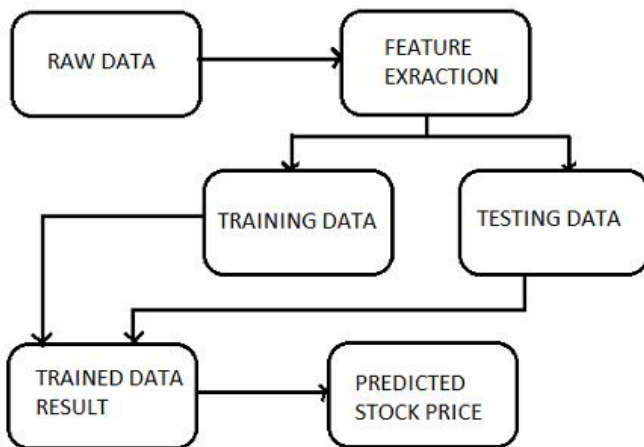 RAW DATA
FEATURE
EXRACTION
TRAINING DATA
TESTING DATA
TRAINED DATA
RESULT
PREDICTED
STOCK PRICE